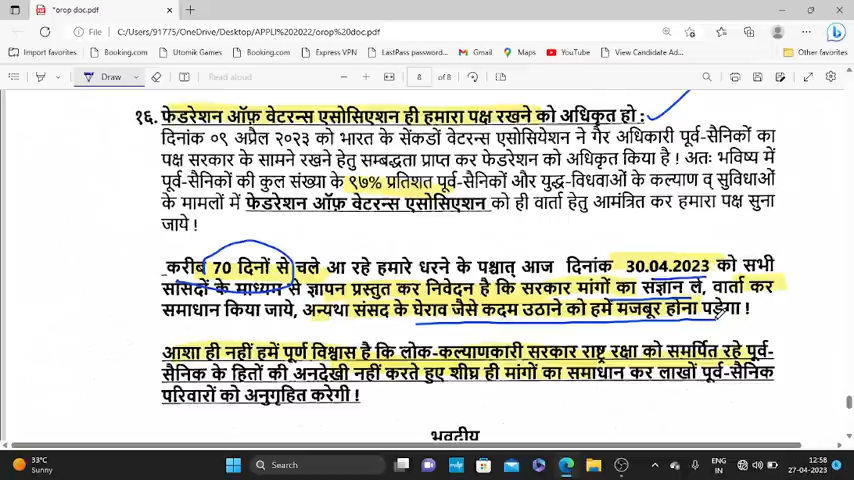 *orop doc.pdf
File
C:/Users/91775/OneDrive/Desktop/APPLI%202022/orop%20doc.pdf
Import favorites
Booking.com
Utomik Games
Booking.com
Express VPN
LastPass password...
Gmail
Maps
YouTube
View Candidate Ad...
Other favorites
Draw
Read aloud
8 of 8
१६. फेडरेशन ऑफ़ वेटरन्स एसोसिएशन ही हमारा पक्ष रखने को अधिकृत हो :
दिनांक ०९ अप्रैल २०२३ को भारत के सेंकडों वेटरन्स एसोसियेशन ने गैर अधिकारी पूर्व-सैनिकों का
पक्ष सरकार के सामने रखने हेतु सम्बद्धता प्राप्त कर फेडरेशन को अधिकृत किया है ! अतः भविष्य में
पूर्व-सैनिकों की कुल संख्या के ९७% प्रतिशत पूर्व-सैनिकों और युद्ध-विधवाओं के कल्याण व् सुविधाओं
के मामलों में फेडरेशन ऑफ़ वेटरन्स एसोसिएशन को ही वार्ता हेतु आमंत्रित कर हमारा पक्ष सुना
जाये !
करीब 70 दिनों से चले आ रहे हमारे धरने के पश्चात् आज दिनांक 30.04.2023 को सभी
सांसदों के माध्यम से ज्ञापन प्रस्तुत कर निवेदन है कि सरकार मांगों का संज्ञान ले, वार्ता कर
समाधान किया जाये, अन्यथा संसद के घेराव जैसे कदम उठाने को हमें मजबूर होना पड़ेगा !
आशा ही नहीं हमें पूर्ण विश्वास है कि लोक-कल्याणकारी सरकार राष्ट्र रक्षा को समर्पित रहे पूर्व-
सैनिक के हितों की अनदेखी नहीं करते हुए शीघ्र ही मांगों का समाधान कर लाखों पूर्व-सैनिक
परिवारों को अनुगृहित करेगी !
भवदीय
33°C
Sunny
Search
ENG
IN
12:58
27-04-2023